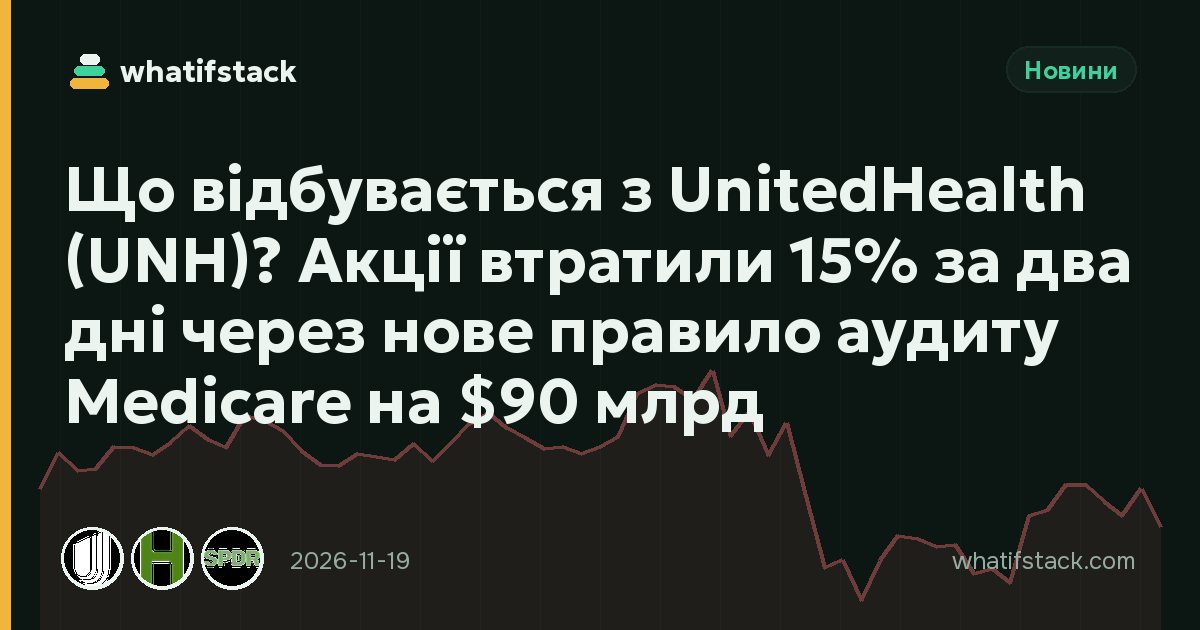 whatifstack
Новини
Що відбувається з UnitedHealth
(UNH)? Акції втратили 15% за два
дні через нове правило аудиту
Medicare на $90 млрд
SPDR
2026-11-19
whatifstack.com